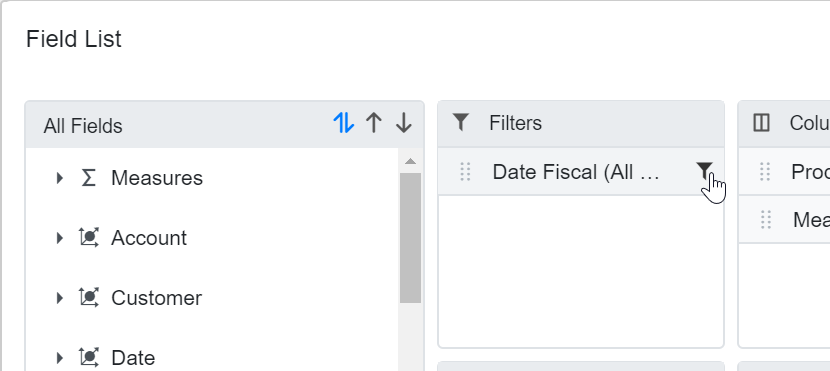 Field List
All Fields
Filters
Colu
Date Fiscal (All ...
Proc
Mea
Σ Measures
Account
Customer
Date